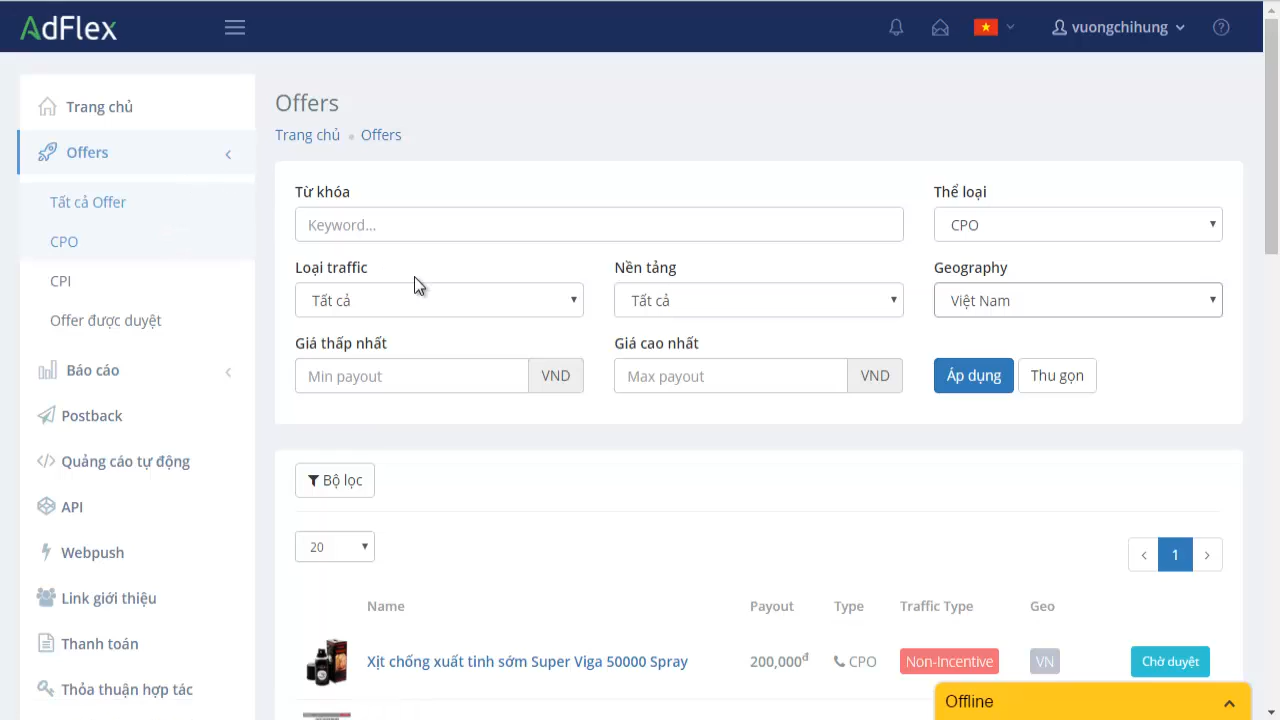 AdFlex
vuongchihung
Trang chủ
Offers
Tất cả Offer
CPO
CPI
Offer được duyệt
Báo cáo
Postback
Quảng cáo tự động
API
Webpush
Link giới thiệu
Thanh toán
Thỏa thuận hợp tác
Offers
Trang chủ Offers
Từ khóa
Keyword...
Thể loại
CPO
Loại traffic
Tất cả
Nền tảng
Tất cả
Geography
Việt Nam
Giá thấp nhất
Min payout VND
Giá cao nhất
Max payout VND
Áp dụng Thu gọn
Bộ lọc
20
‹ 1 ›
Name Payout Type Traffic Type Geo
Xịt chống xuất tinh sớm Super Viga 50000 Spray 200,000đ CPO Non-Incentive VN Chờ duyệt
Offline